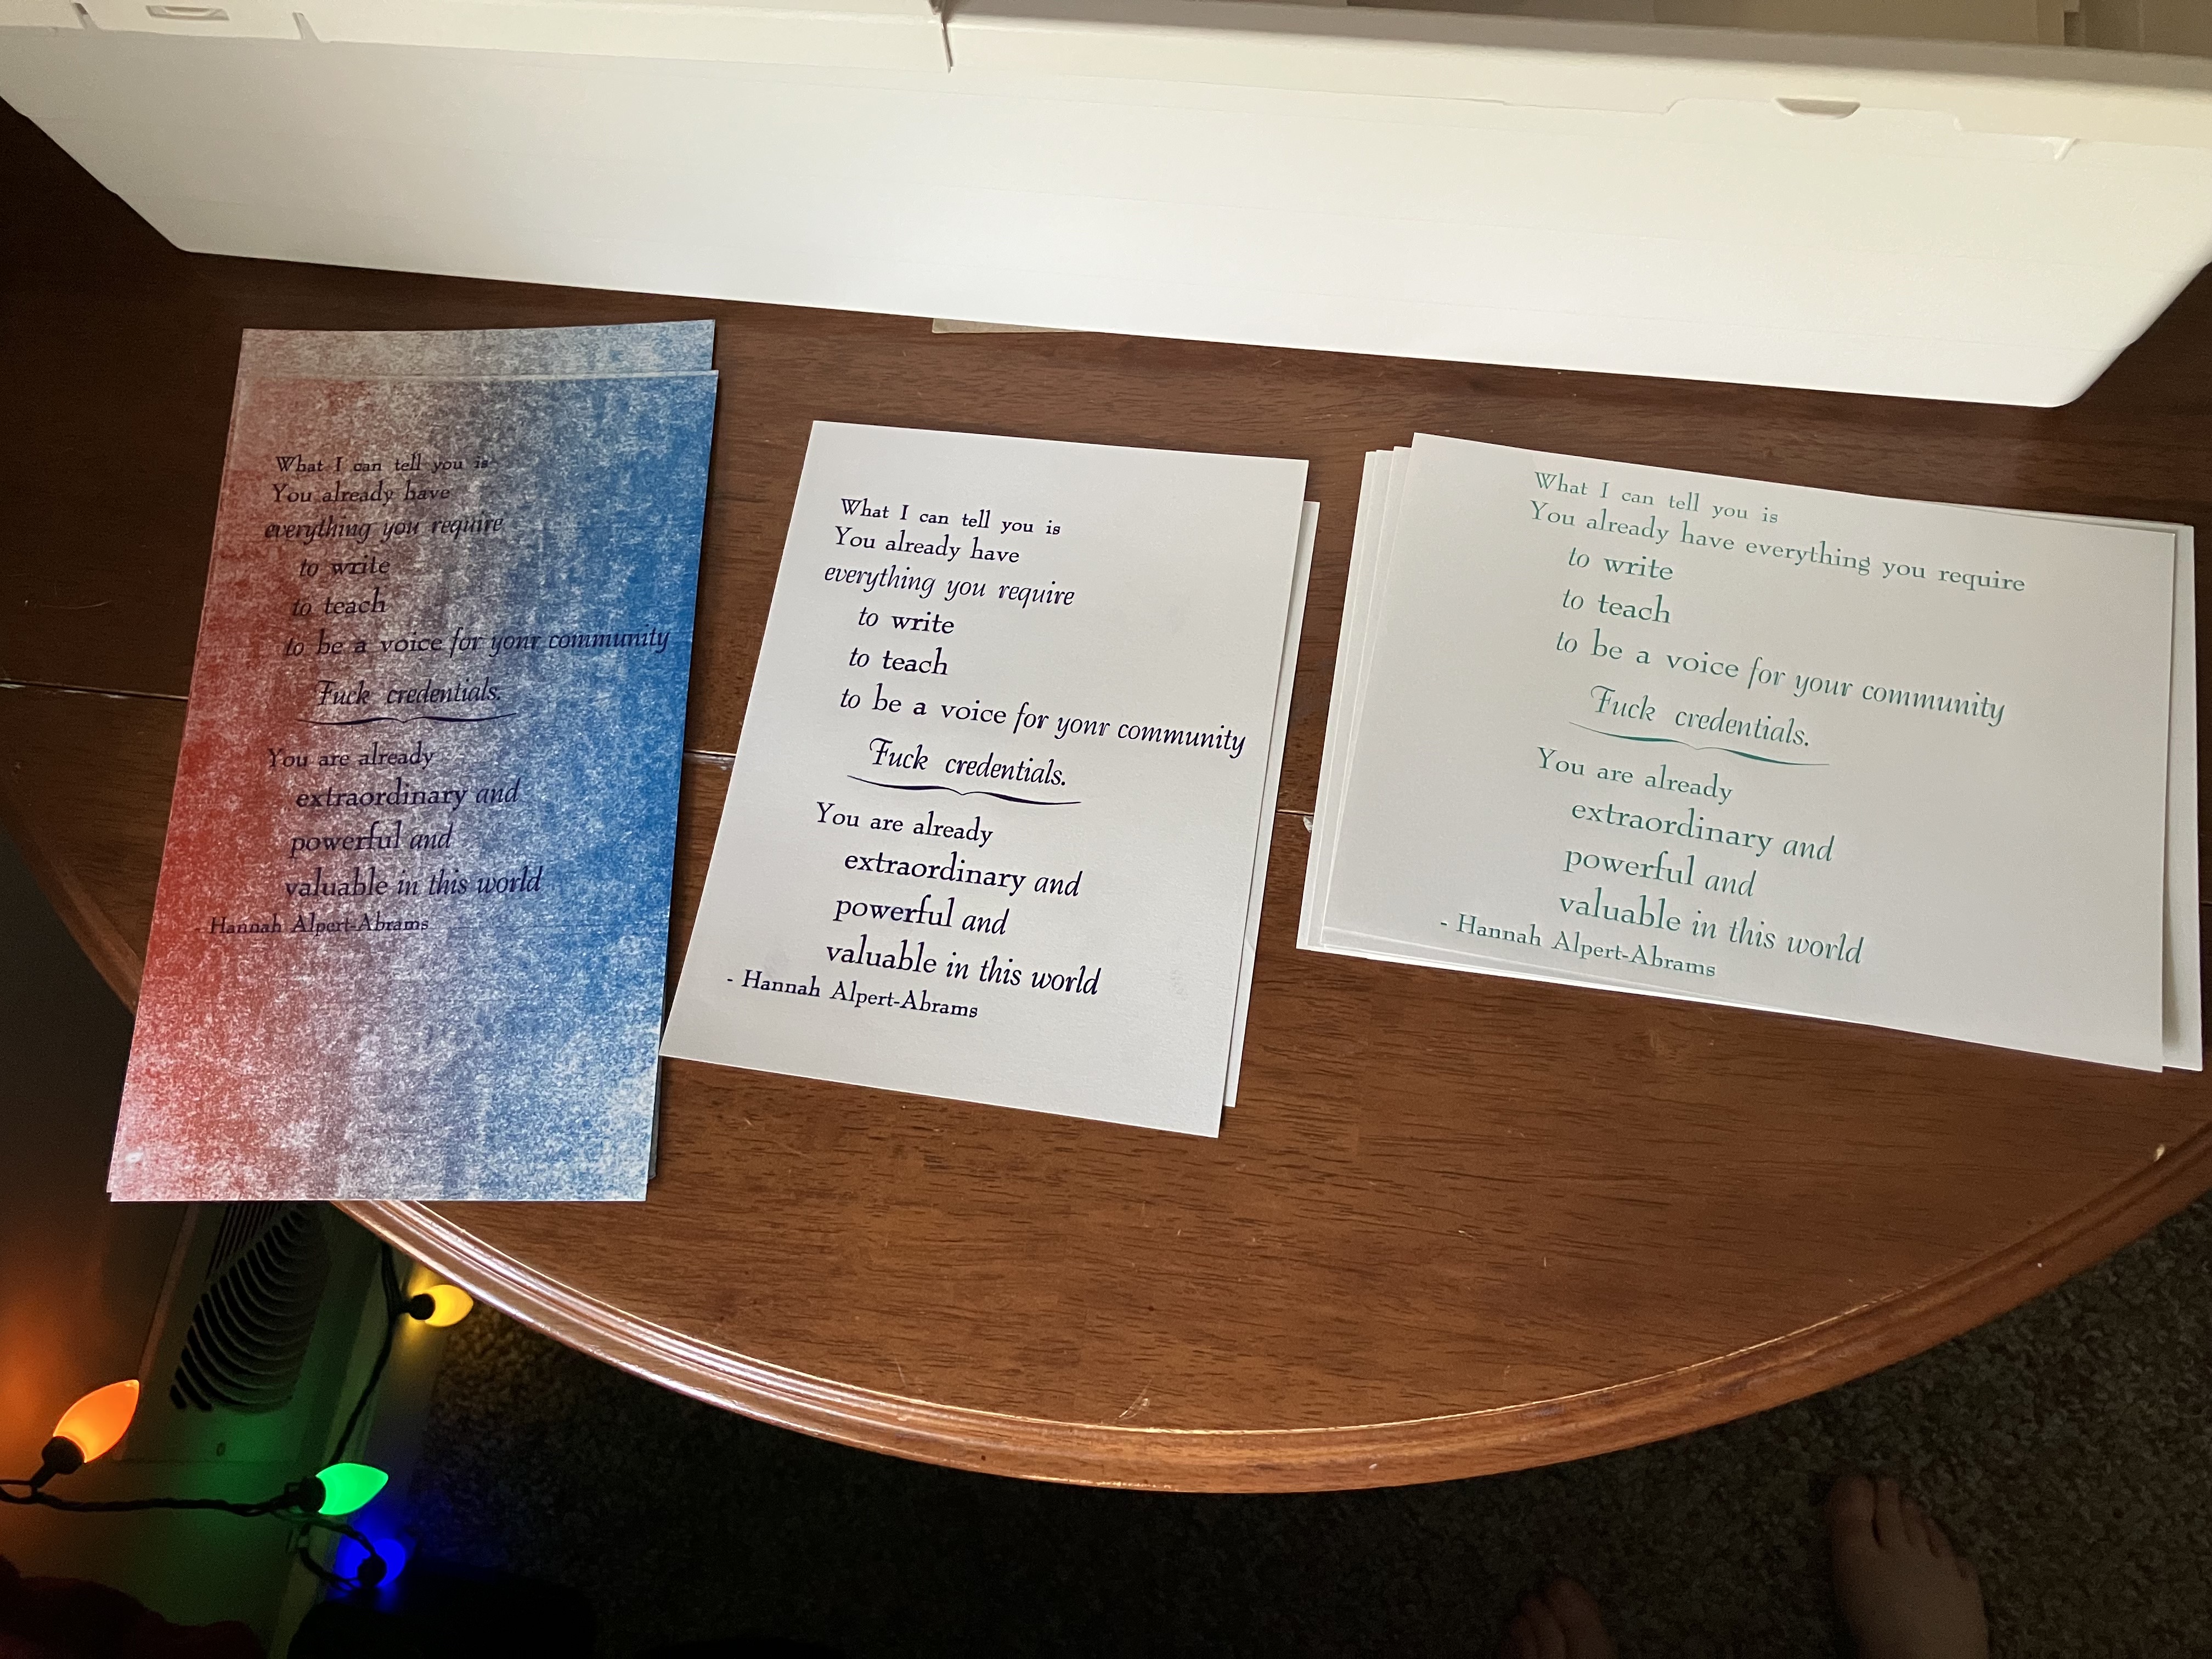 What I can tell you is
You already have
everything you require
to write
to teach
to be a voice for yonr community
Fuck credentials.
You are already
extraordinary and
powerful and
valuable in this world
- Hannah Alpert-Abrams
What I can tell you is
You already have
everything you require
to write
to teach
to be a voice for yonr community
Fuck credentials.
You are already
extraordinary and
powerful and
valuable in this world
- Hannah Alpert-Abrams
What I can tell you is
You already have everything you require
to write
to teach
to be a voice for your community
Fuck credentials.
You are already
extraordinary and
powerful and
valuable in this world
- Hannah Alpert-Abrams